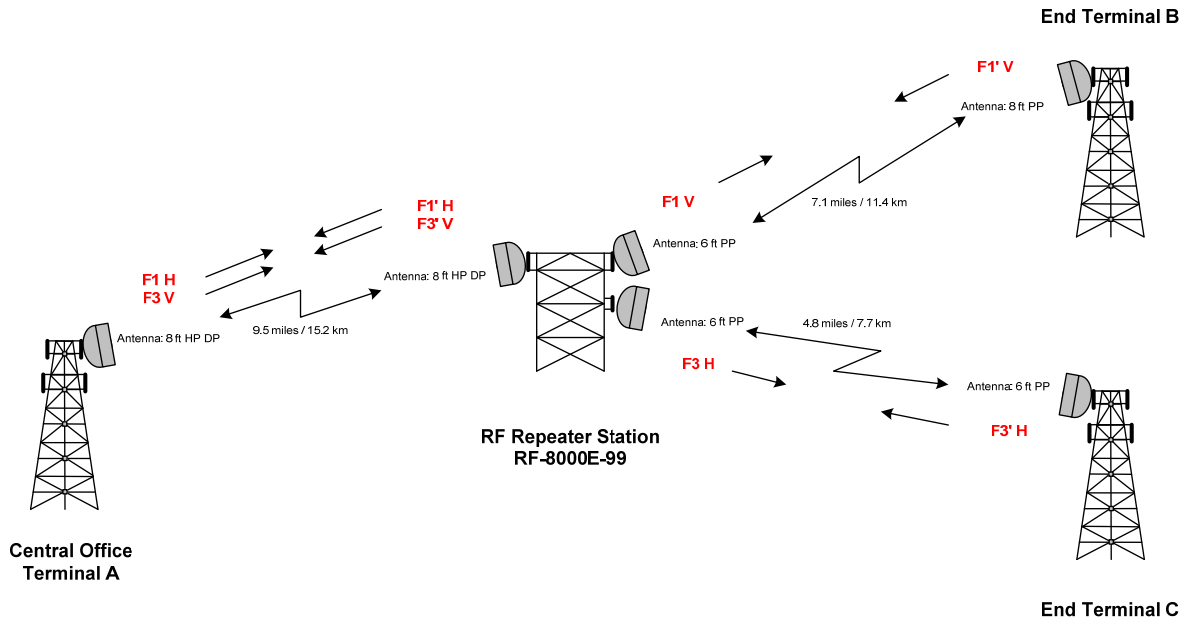 End Terminal B
F1' V
Antenna: 8 ft PP
7.1 miles / 11.4 km
F1 V
Antenna: 6 ft PP
F1' H
F3' V
Antenna: 8 ft HP DP
F1 H
F3 V
9.5 miles / 15.2 km
Antenna: 8 ft HP DP
Antenna: 6 ft PP
4.8 miles / 7.7 km
F3 H
Antenna: 6 ft PP
F3' H
RF Repeater Station
RF-8000E-99
Central Office
Terminal A
End Terminal C